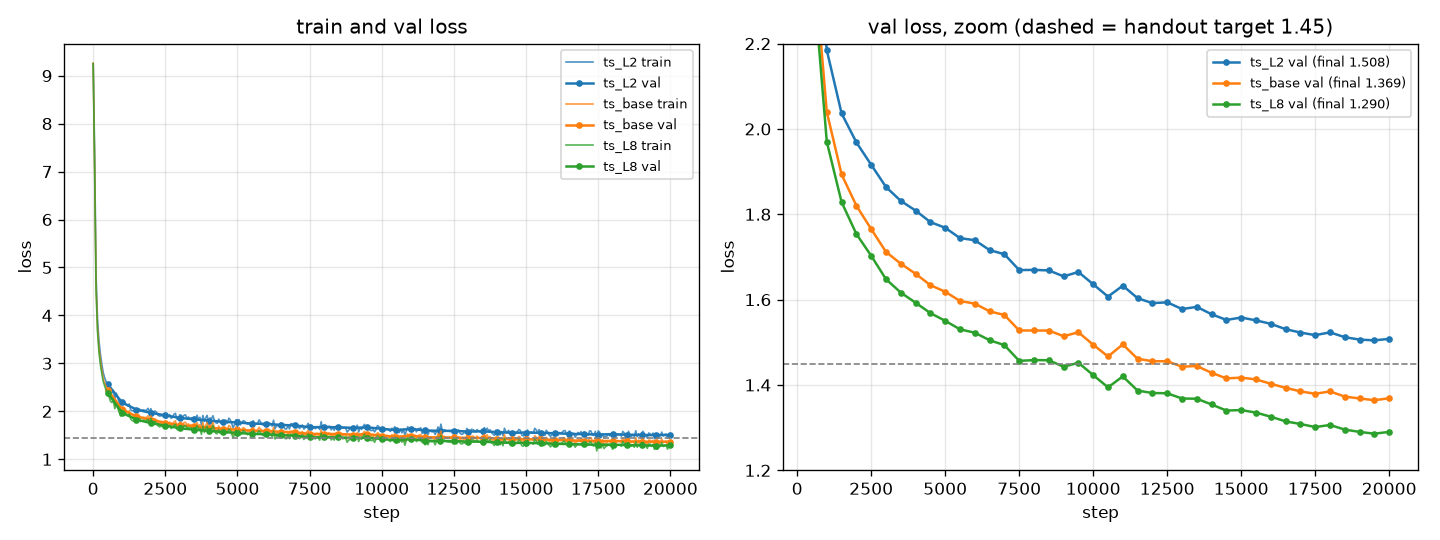 train and val loss
ts_L2 train
ts_L2 val
ts_base train
ts_base val
ts_L8 train
ts_L8 val
loss
9
8
7
6
5
4
3
2
1
0 2500 5000 7500 10000 12500 15000 17500 20000
step
val loss, zoom (dashed = handout target 1.45)
ts_L2 val (final 1.508)
ts_base val (final 1.369)
ts_L8 val (final 1.290)
loss
2.2
2.0
1.8
1.6
1.4
1.2
0 2500 5000 7500 10000 12500 15000 17500 20000
step